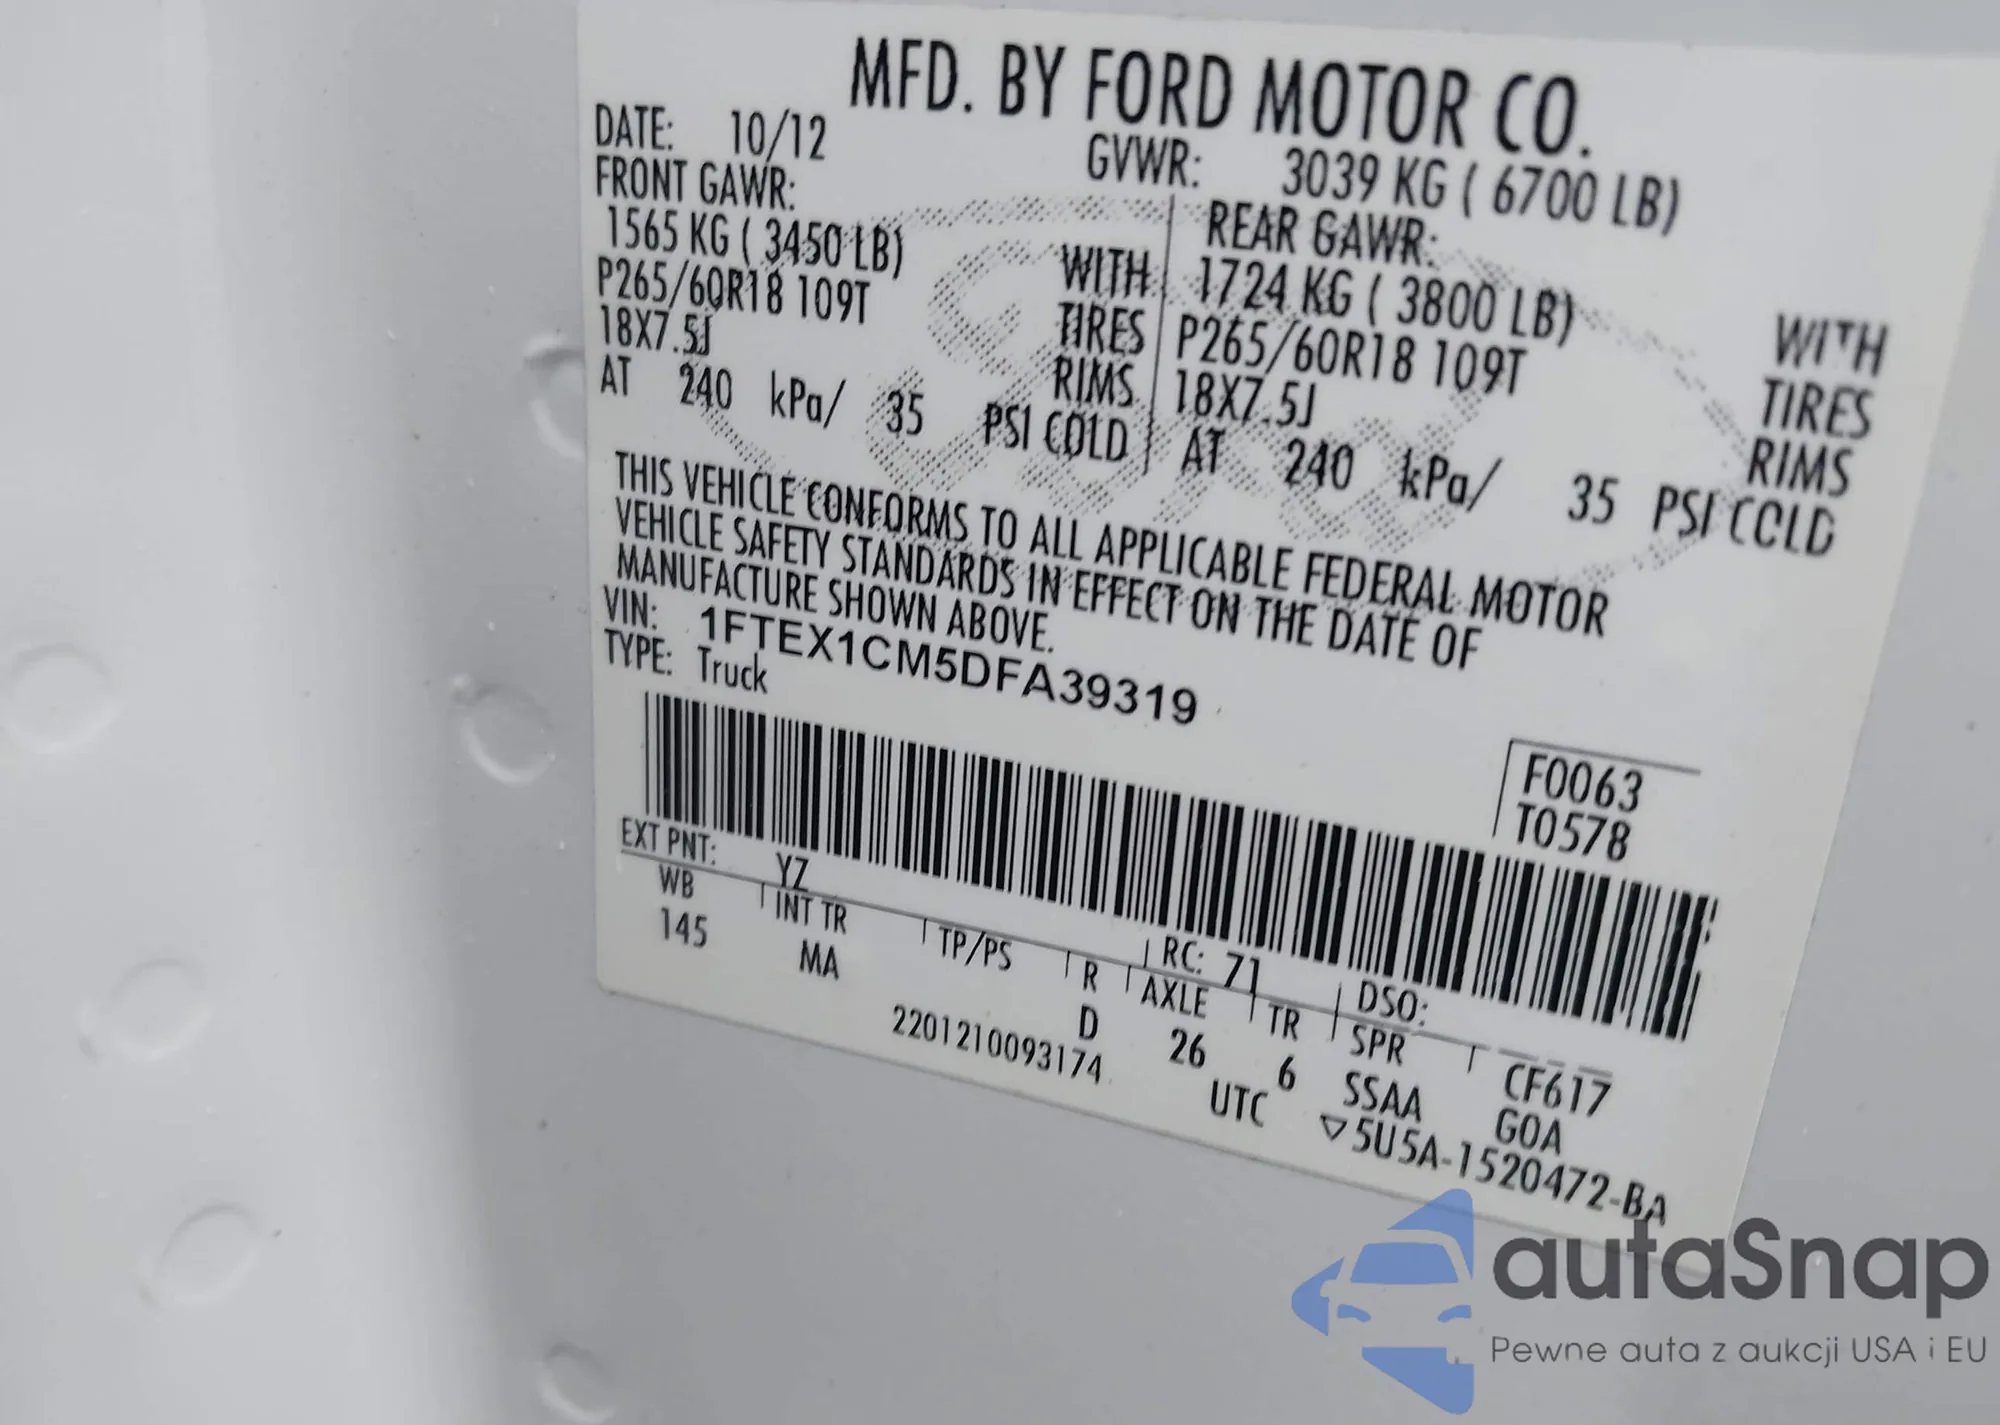 MFD. BY FORD MOTOR CO.
DATE: 10/12 GVWR: 3039 KG ( 6700 LB)
FRONT GAWR: REAR GAWR:
1565 KG ( 3450 LB) WITH 1724 KG ( 3800 LB) WITH
P265/60R18 109T TIRES P265/60R18 109T TIRES
18X7.5J RIMS 18X7.5J RIMS
AT 240 kPa/ 35 PSI COLD AT 240 kPa/ 35 PSI COLD
THIS VEHICLE CONFORMS TO ALL APPLICABLE FEDERAL MOTOR
VEHICLE SAFETY STANDARDS IN EFFECT ON THE DATE OF
MANUFACTURE SHOWN ABOVE.
VIN: 1FTEX1CM5DFA39319
TYPE: Truck
F0063
T0578
EXT PNT: YZ RC: 71 DSO:
WB INT TR TP/PS R AXLE TR SPR CF617
145 MA D 26 6 SSAA GOA
2201210093174 UTC ▽5U5A-1520472-BA
autaSnap
Pewne auta z aukcji USA i EU